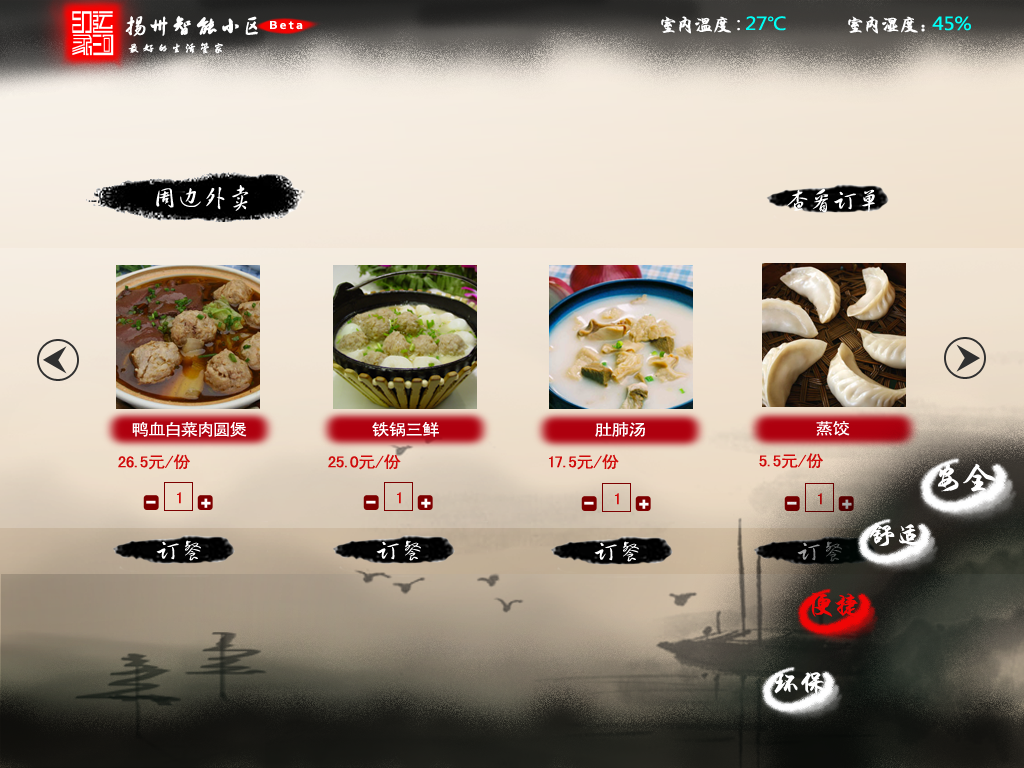 扬州智能小区 Beta
最好的生活管家
室内温度:27℃
室内湿度:45%
周边外卖
查看订单
鸭血白菜肉圆煲
铁锅三鲜
肚肺汤
蒸饺
26.5元/份
25.0元/份
17.5元/份
5.5元/份
1
1
1
1
订餐
订餐
订餐
订餐
安全
舒适
便捷
环保